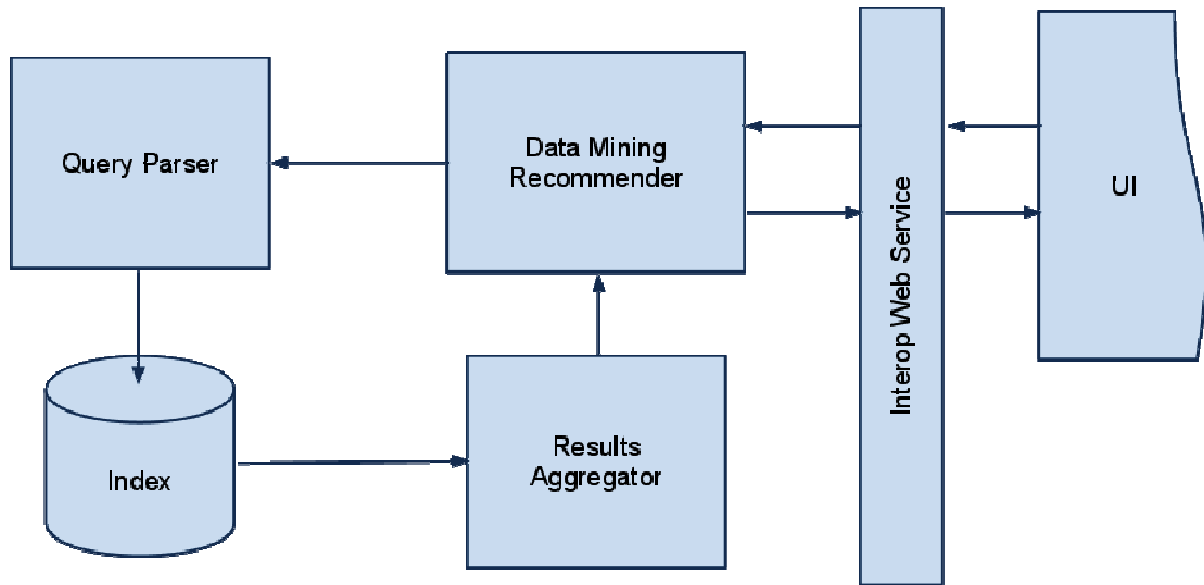 Query Parser
Data Mining
Recommender
Interop Web Service
UI
Index
Results
Aggregator